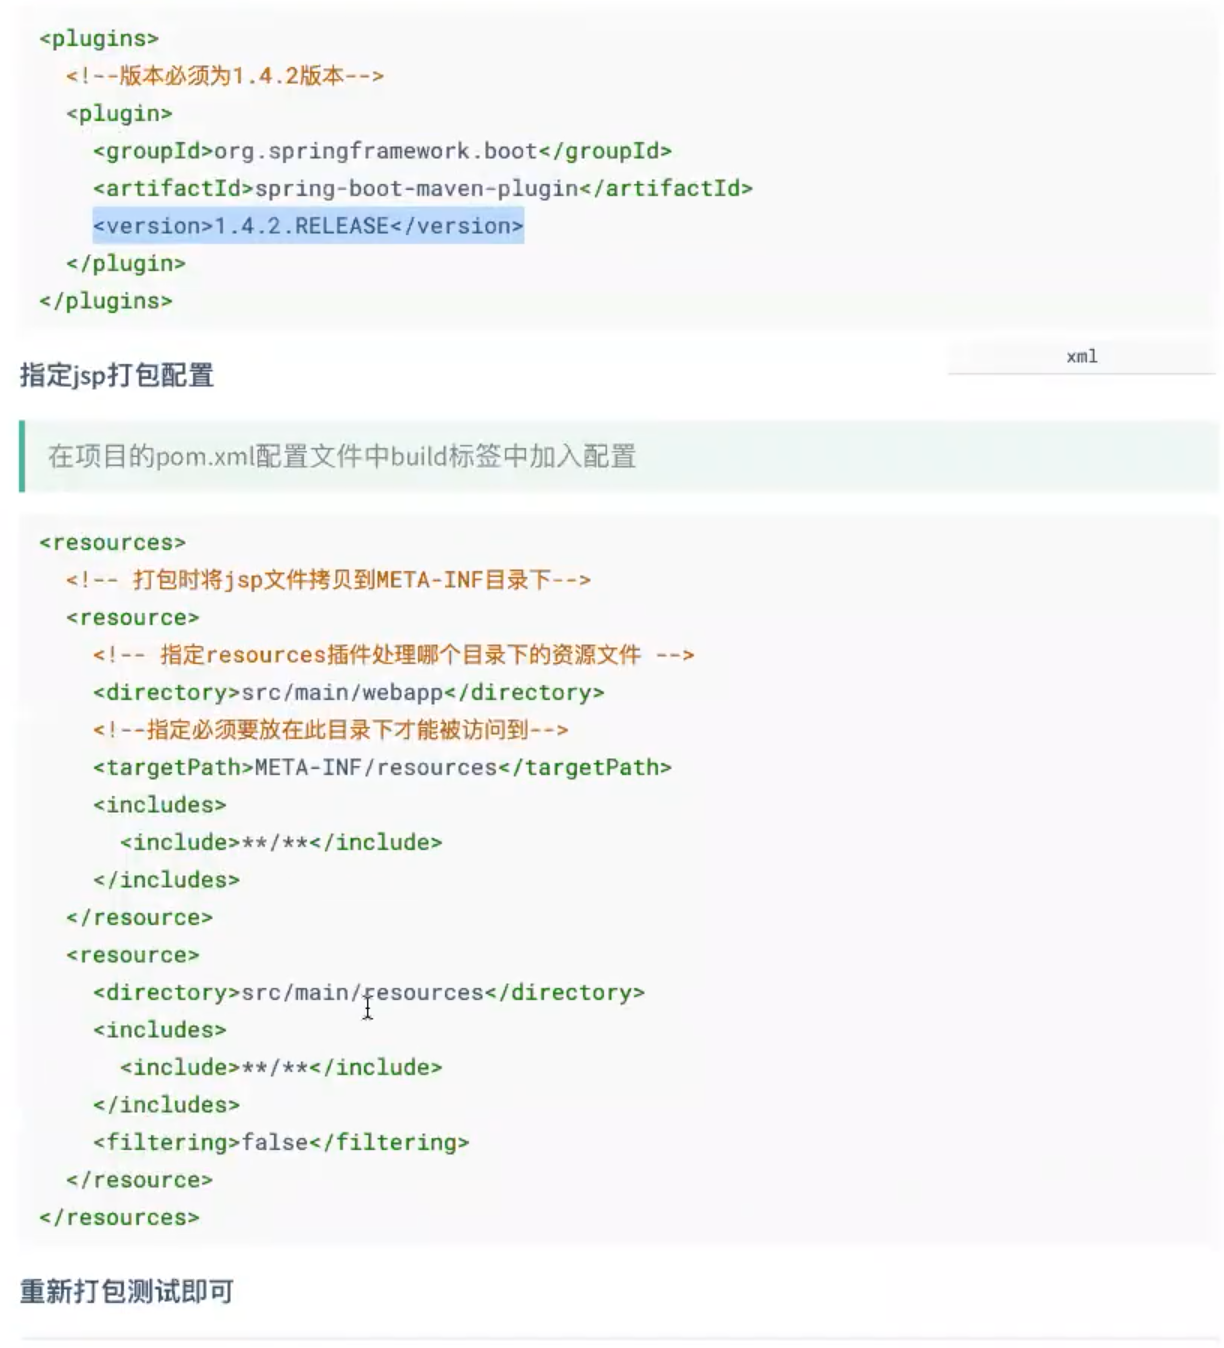 <plugins>
<!--版本必须为1.4.2版本-->
<plugin>
<groupId>org.springframework.boot</groupId>
<artifactId>spring-boot-maven-plugin</artifactId>
<version>1.4.2.RELEASE</version>
</plugin>
</plugins>
xml
指定jsp打包配置
在项目的pom.xml配置文件中build标签中加入配置
<resources>
<!-- 打包时将jsp文件拷贝到META-INF目录下-->
<resource>
<!-- 指定resources插件处理哪个目录下的资源文件 -->
<directory>src/main/webapp</directory>
<!--指定必须要放在此目录下才能被访问到-->
<targetPath>META-INF/resources</targetPath>
<includes>
<include>**/**</include>
</includes>
</resource>
<resource>
<directory>src/main/resources</directory>
<includes>
<include>**/**</include>
</includes>
<filtering>false</filtering>
</resource>
</resources>
重新打包测试即可